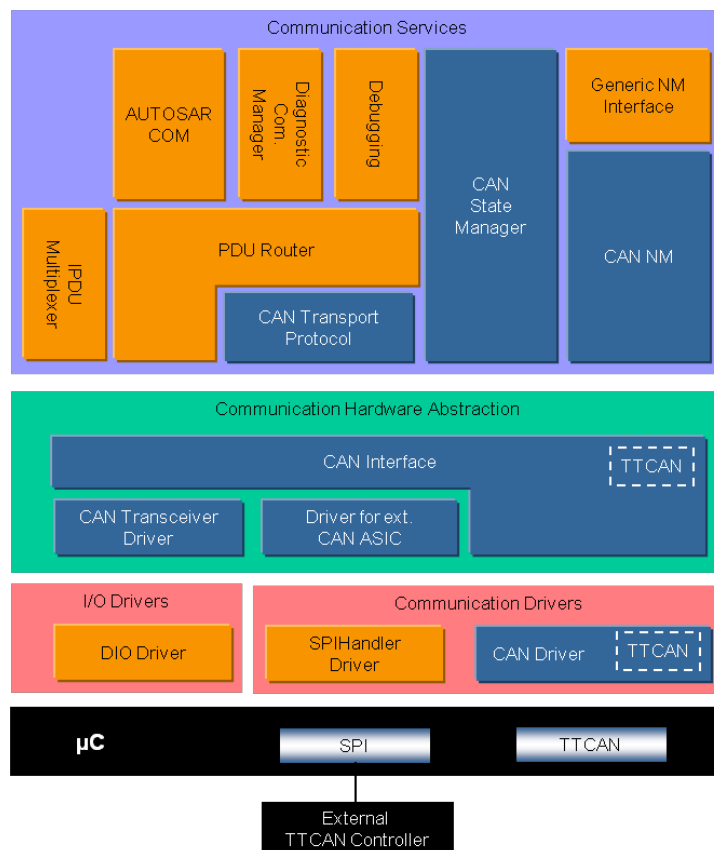 Communication Services
AUTOSAR
COM
Diagnostic
Com.
Manager
Debugging
CAN
State
Manager
Generic NM
Interface
IPDU
Multiplexer
PDU Router
CAN Transport
Protocol
CAN NM
Communication Hardware Abstraction
CAN Interface
TTCAN
CAN Transceiver
Driver
Driver for ext.
CAN ASIC
I/O Drivers
DIO Driver
Communication Drivers
SPIHandler
Driver
CAN Driver
TTCAN
µC
SPI
TTCAN
External
TTCAN Controller